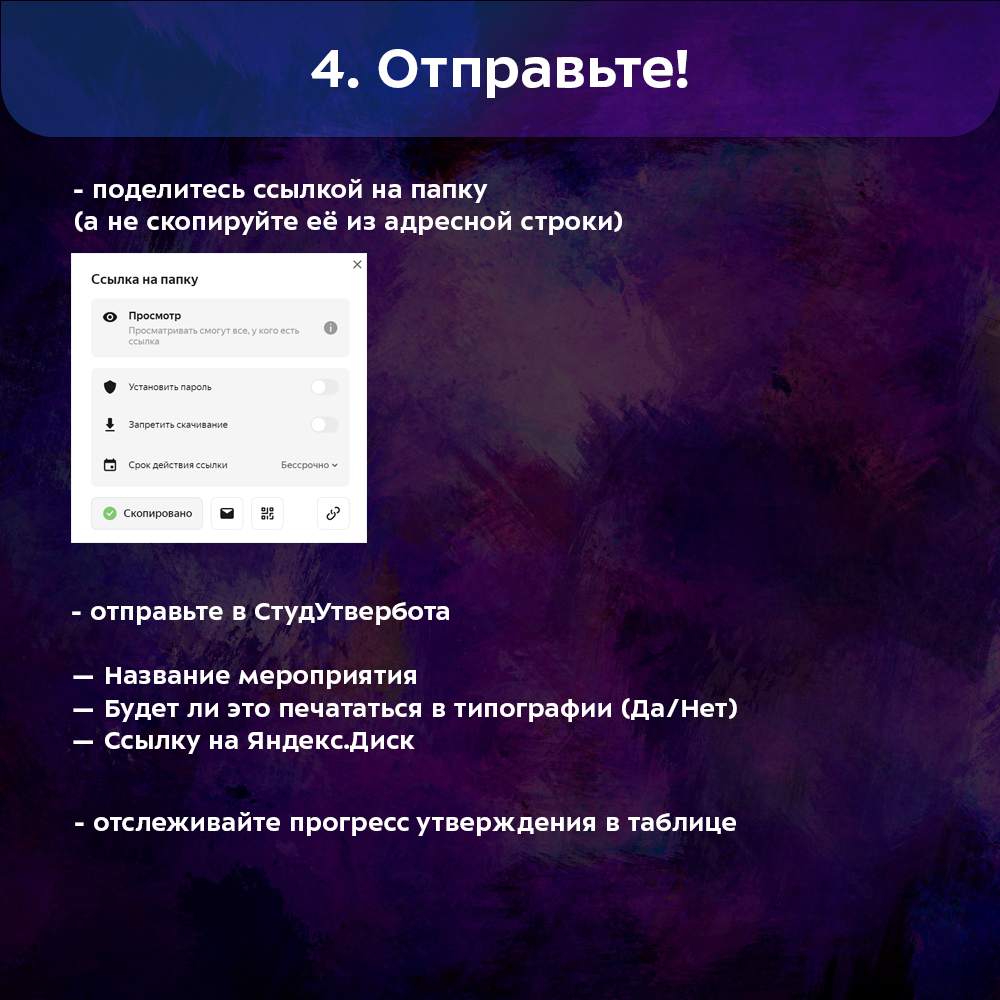 4. Отправьте!
- поделитесь ссылкой на папку
(а не скопируйте её из адресной строки)
Ссылка на папку
Просмотр
Просматривать смогут все, у кого есть
ссылка
Установить пароль
Запретить скачивание
Срок действия ссылки Бессрочно
Скопировано
- отправьте в СтудУтвербота
— Название мероприятия
— Будет ли это печататься в типографии (Да/Нет)
— Ссылку на Яндекс.Диск
- отслеживайте прогресс утверждения в таблице